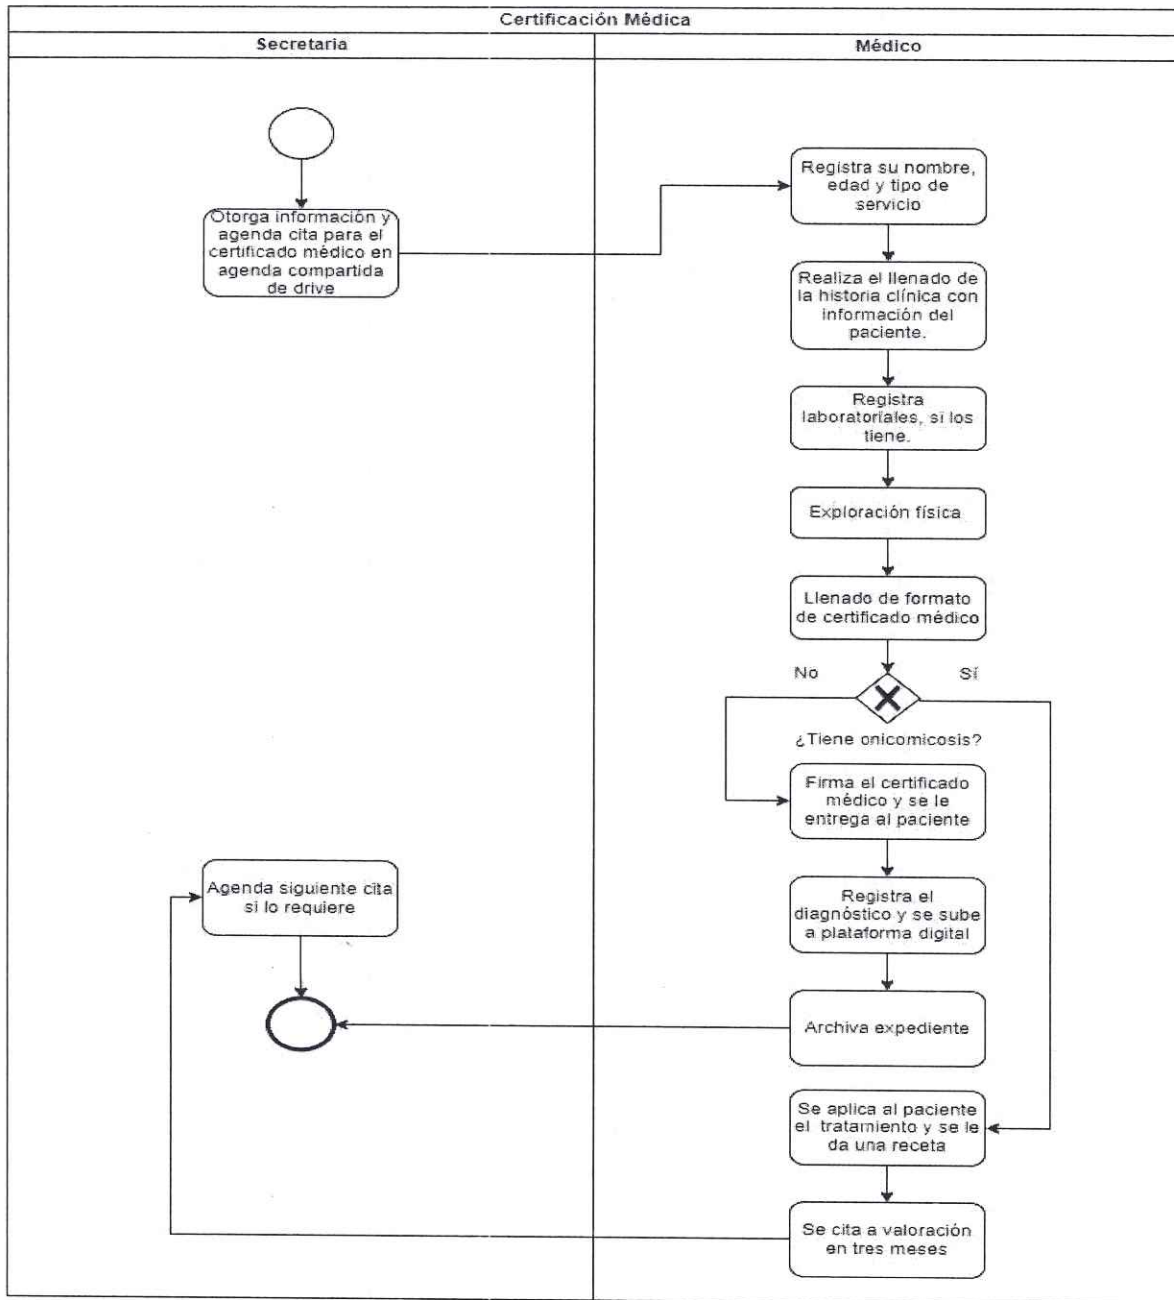 Certificación Médica
Secretaria
Médico
Otorga información y
agenda cita para el
certificado médico en
agenda compartida
de drive
Registra su nombre,
edad y tipo de
servicio
Realiza el llenado de
la historia clínica con
información del
paciente.
Registra
laboratoriales, si los
tiene.
Exploración física
Llenado de formato
de certificado médico
No
Sí
¿Tiene onicomicosis?
Firma el certificado
médico y se le
entrega al paciente
Registra el
diagnóstico y se sube
a plataforma digital
Archiva expediente
Se aplica al paciente
el tratamiento y se le
da una receta
Se cita a valoración
en tres meses
Agenda siguiente cita
si lo requiere